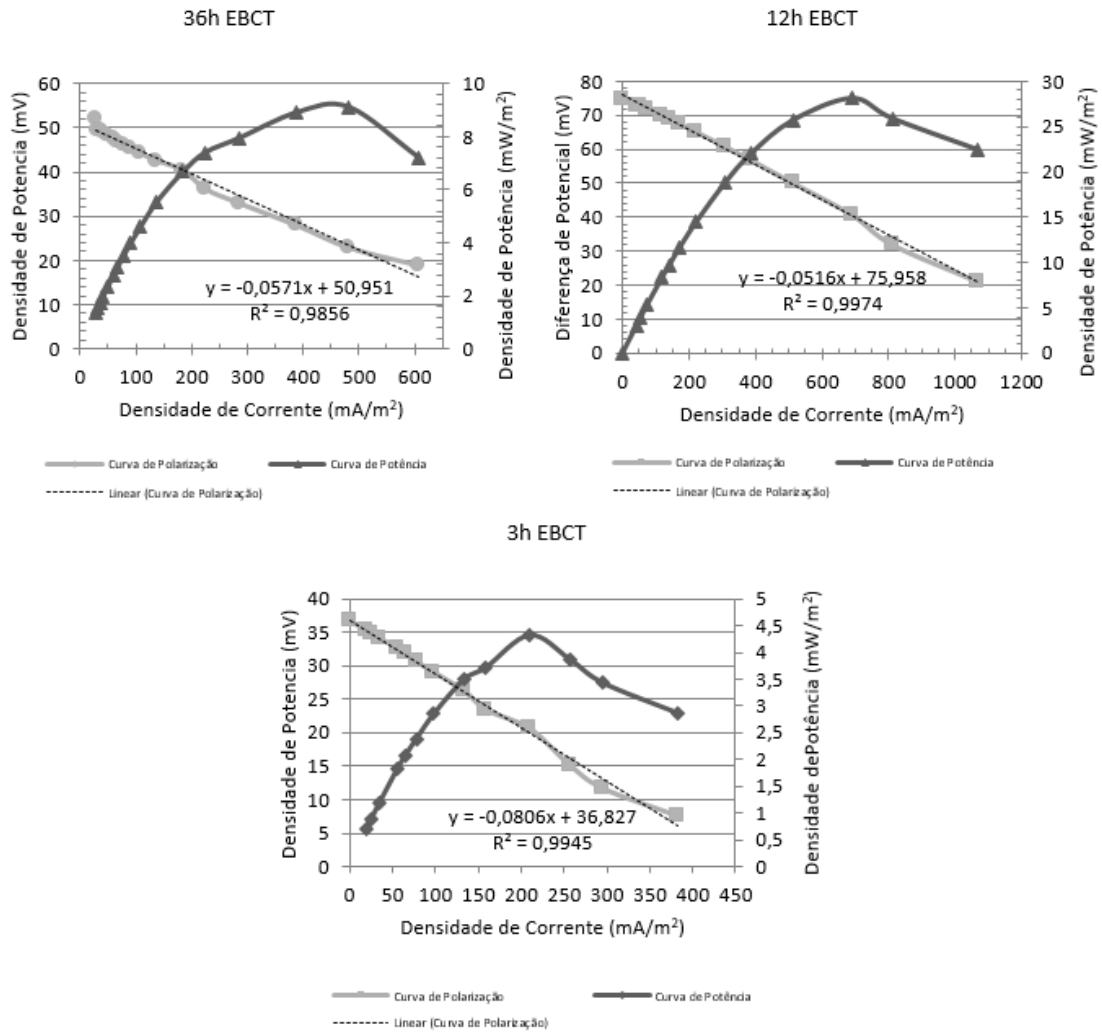 36h EBCT
Densidade de Potencia (mV)
60
50
40
30
20
10
0
10
8
6
4
2
0
Densidade de Potência (mW/m²)
y = -0,0571x + 50,951
R² = 0,9856
0 100 200 300 400 500 600
Densidade de Corrente (mA/m²)
Curva de Polarização
Curva de Potência
Linear (Curva de Polarização)
12h EBCT
Diferença de Potencial (mV)
80
70
60
50
40
30
20
10
0
30
25
20
15
10
5
0
Densidade de Potência (mW/m²)
y = -0,0516x + 75,958
R² = 0,9974
0 200 400 600 800 1000 1200
Densidade de Corrente (mA/m²)
Curva de Polarização
Curva de Potência
Linear (Curva de Polarização)
3h EBCT
Densidade de Potencia (mV)
40
35
30
25
20
15
10
5
0
5
4,5
4
3,5
3
2,5
2
1,5
1
0,5
0
Densidade dePotência (mW/m²)
y = -0,0806x + 36,827
R² = 0,9945
0 50 100 150 200 250 300 350 400 450
Densidade de Corrente (mA/m²)
Curva de Polarização
Curva de Potência
Linear (Curva de Polarização)